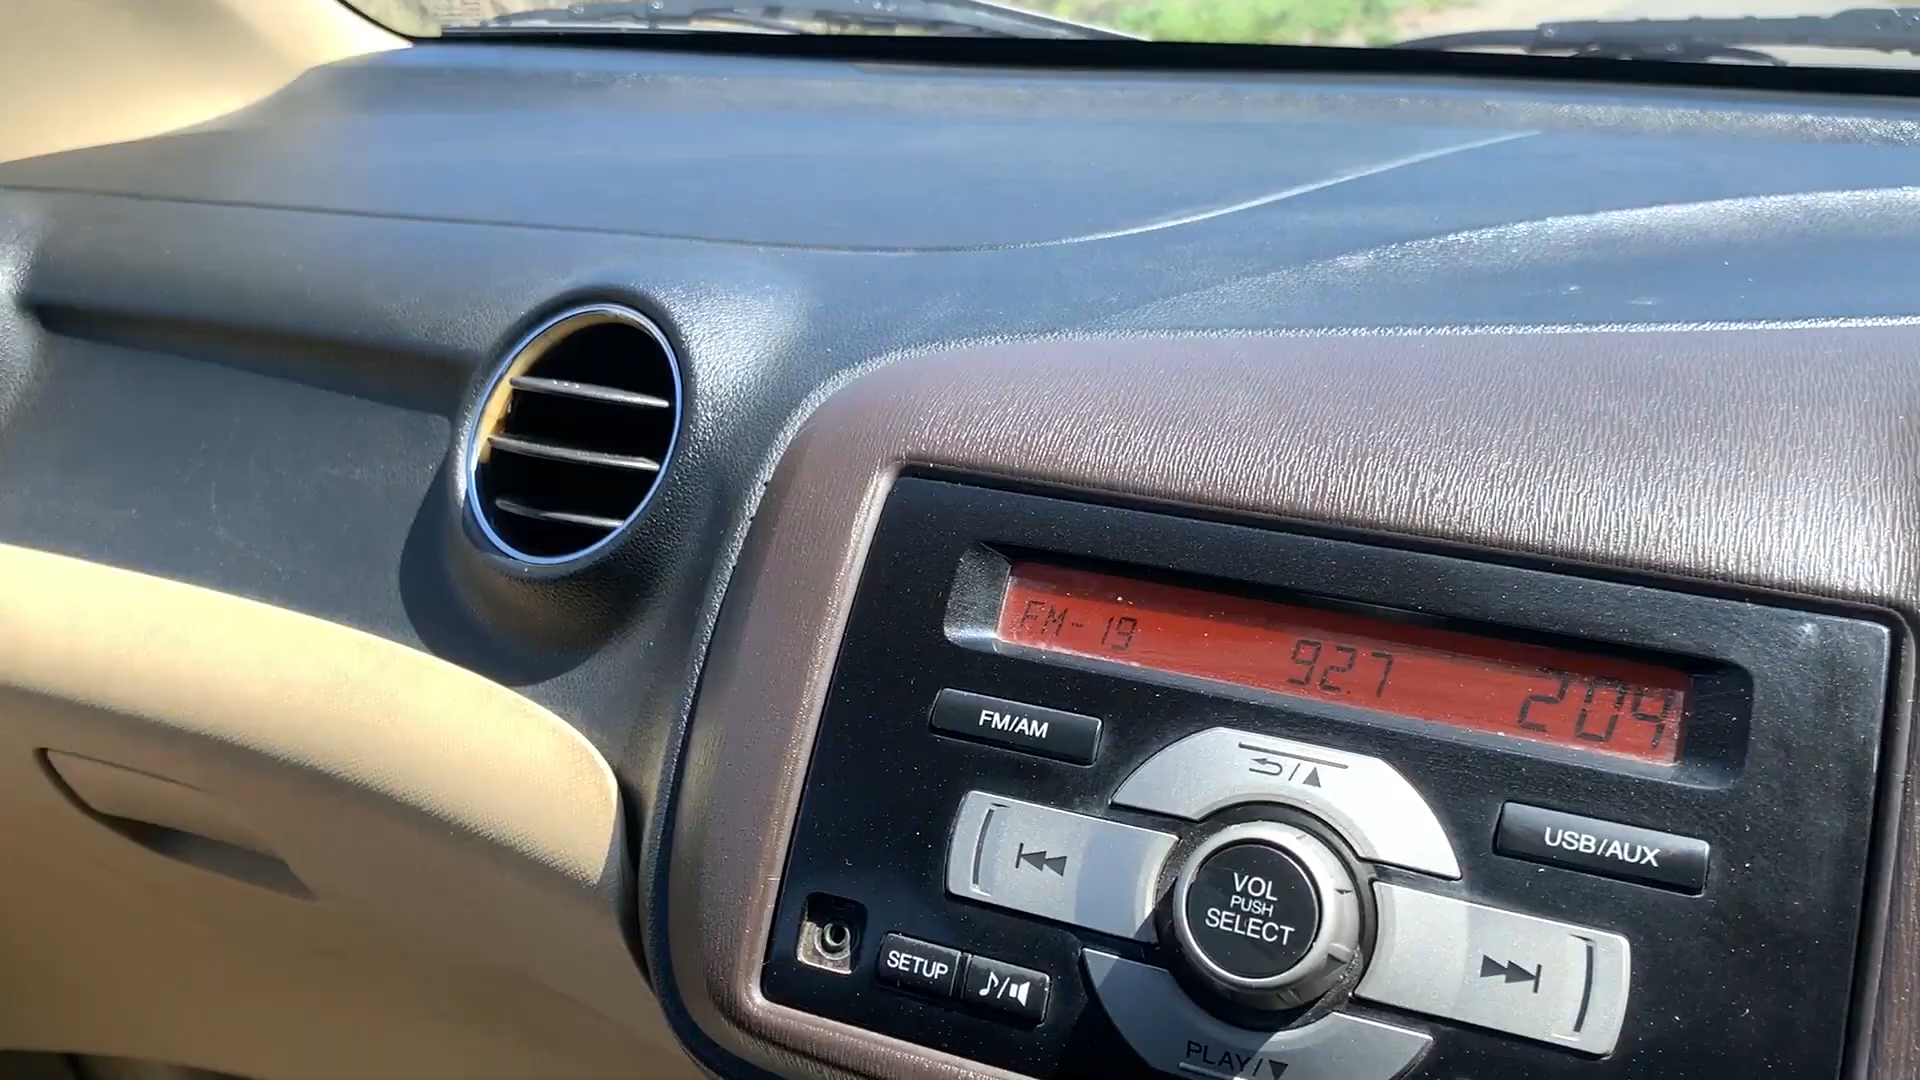 FM-19 92.7 2:04
FM/AM
USB/AUX
VOL
PUSH
SELECT
SETUP
PLAY/▼